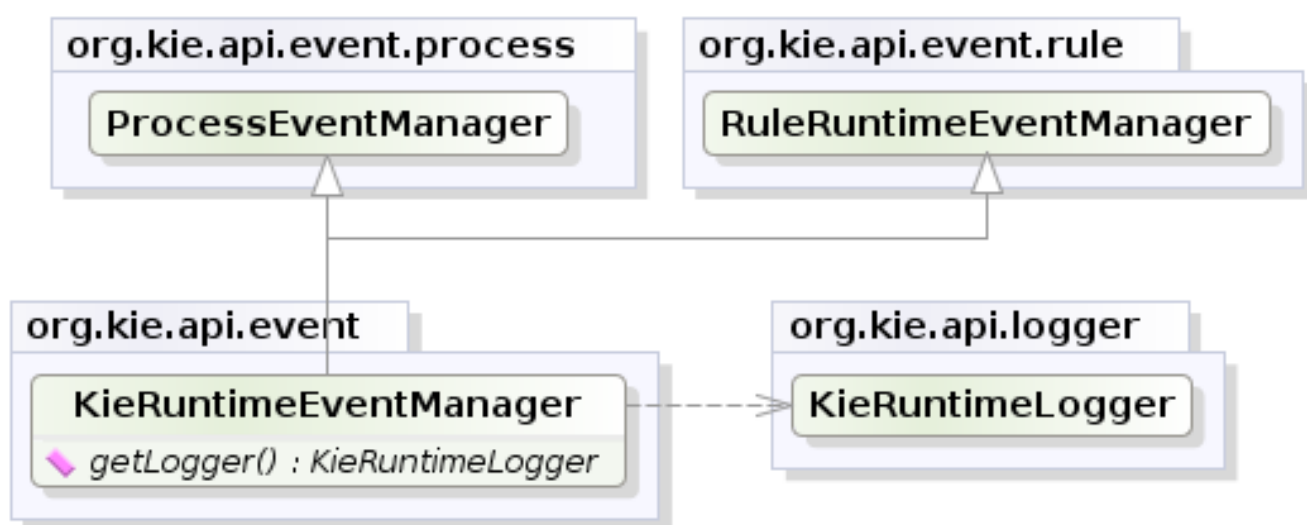 org.kie.api.event.process
ProcessEventManager
org.kie.api.event.rule
RuleRuntimeEventManager
org.kie.api.event
KieRuntimeEventManager
getLogger() : KieRuntimeLogger
org.kie.api.logger
KieRuntimeLogger